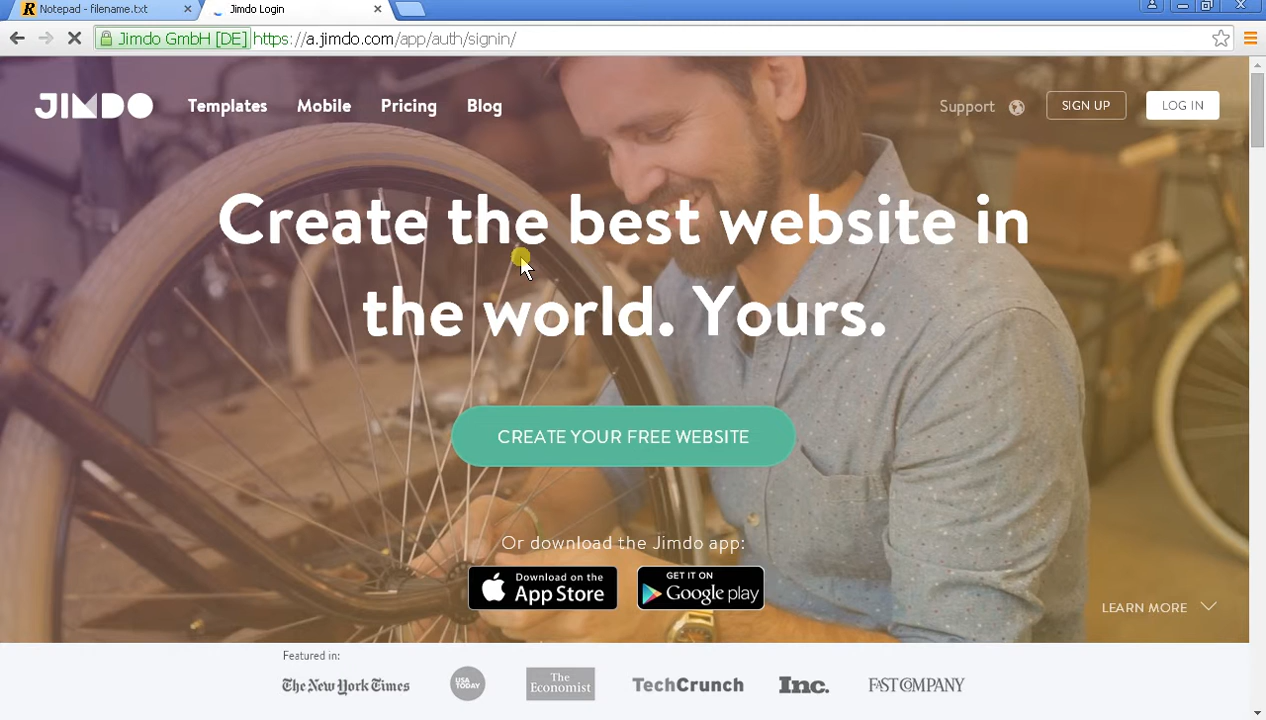 Notepad - filename.txt
Jimdo Login
Jimdo GmbH [DE]
https://a.jimdo.com/app/auth/signin/
JIMDO
Templates
Mobile
Pricing
Blog
Support
SIGN UP
LOG IN
Create the best website in
the world. Yours.
CREATE YOUR FREE WEBSITE
Or download the Jimdo app:
Download on the
App Store
GET IT ON
Google play
LEARN MORE
Featured in:
The New York Times
USA
TODAY
The
Economist
TechCrunch
Inc.
FAST COMPANY